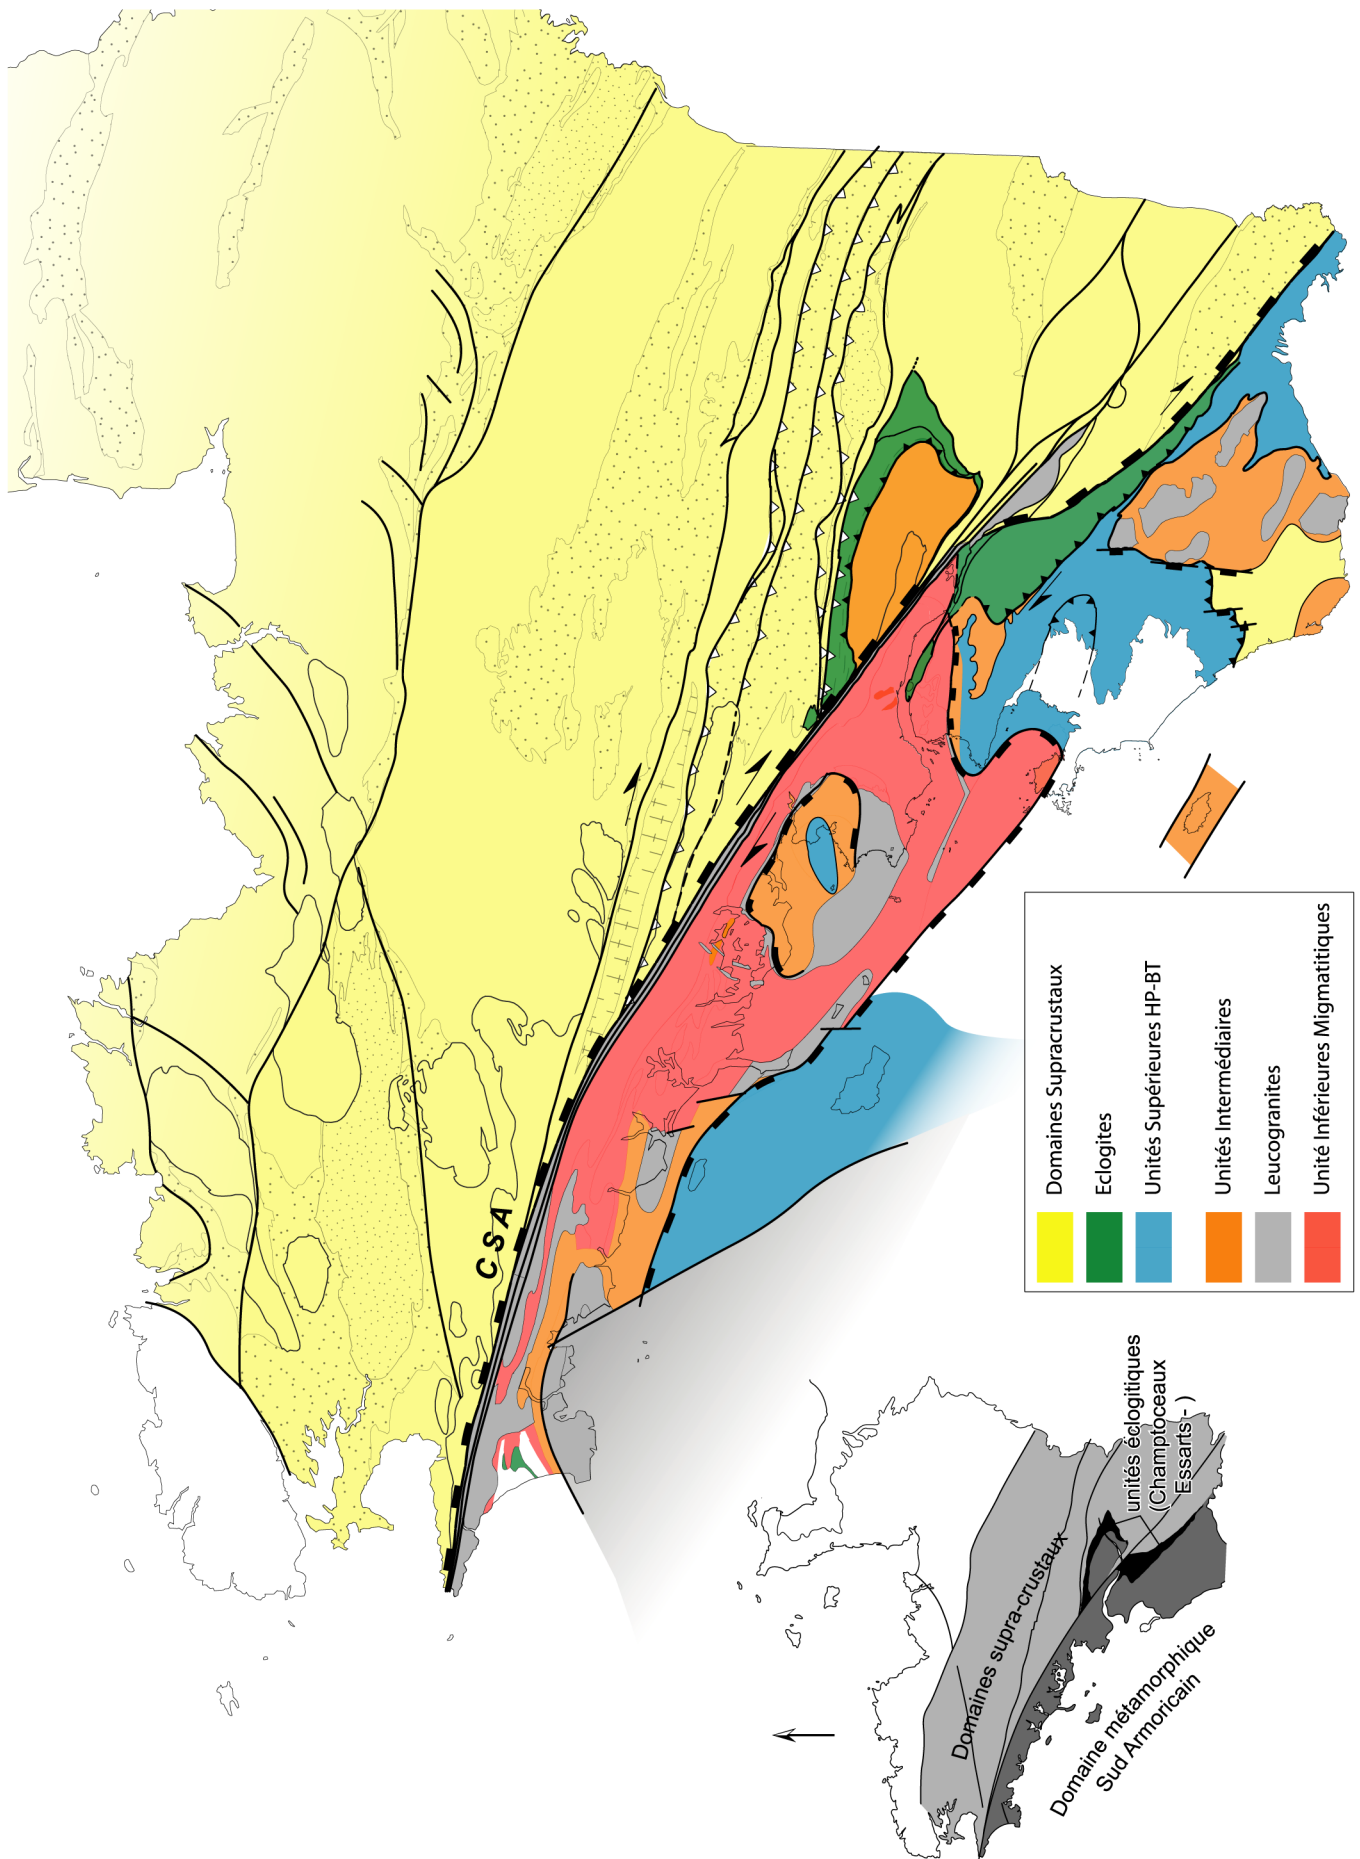 CSA
Domaines Supracrustaux
Eclogites
Unités Supérieures HP-BT
Unités Intermédiaires
Leucogranites
Unité Inférieures Migmatitiques
Domaines supra-crustaux
unités éclogitiques
(Champtoceaux
Essarts - )
Domaine métamorphique
Sud Armoricain